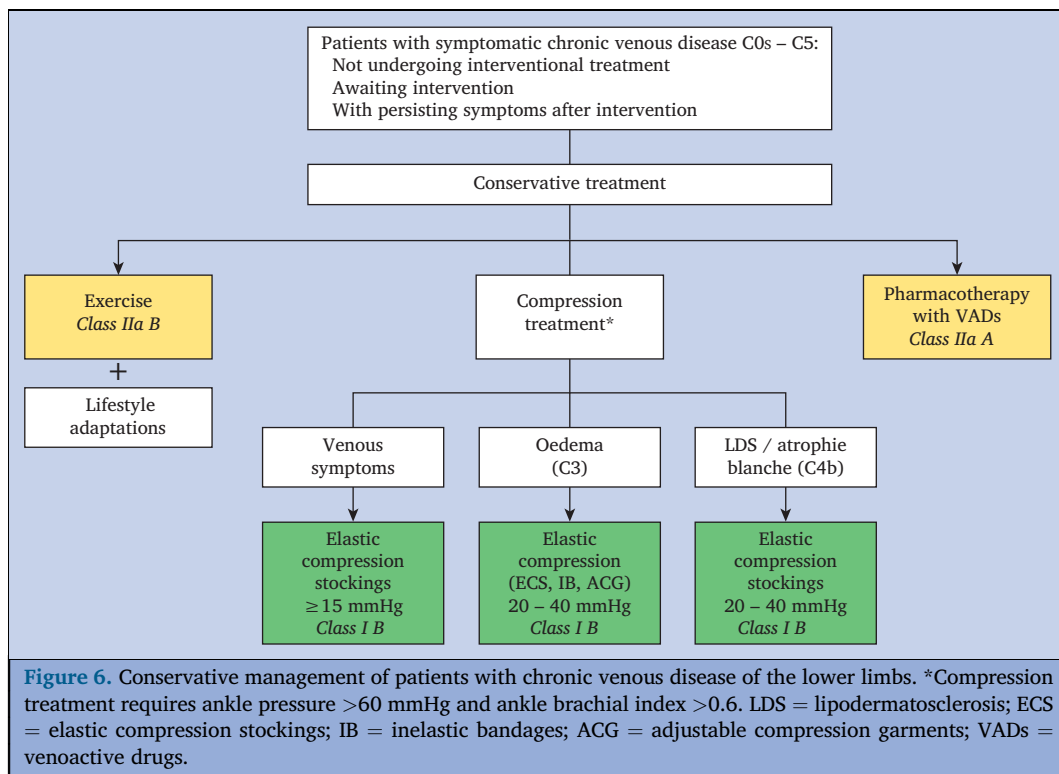 Patients with symptomatic chronic venous disease C0s – C5:
Not undergoing interventional treatment
Awaiting intervention
With persisting symptoms after intervention
Conservative treatment
Exercise
Class IIa B
+
Lifestyle
adaptations
Compression
treatment*
Pharmacotherapy
with VADs
Class IIa A
Venous
symptoms
Oedema
(C3)
LDS / atrophie
blanche (C4b)
Elastic
compression
stockings
≥15 mmHg
Class I B
Elastic
compression
(ECS, IB, ACG)
20 – 40 mmHg
Class I B
Elastic
compression
stockings
20 – 40 mmHg
Class I B
Figure 6. Conservative management of patients with chronic venous disease of the lower limbs. *Compression
treatment requires ankle pressure >60 mmHg and ankle brachial index >0.6. LDS = lipodermatosclerosis; ECS
= elastic compression stockings; IB = inelastic bandages; ACG = adjustable compression garments; VADs =
venoactive drugs.